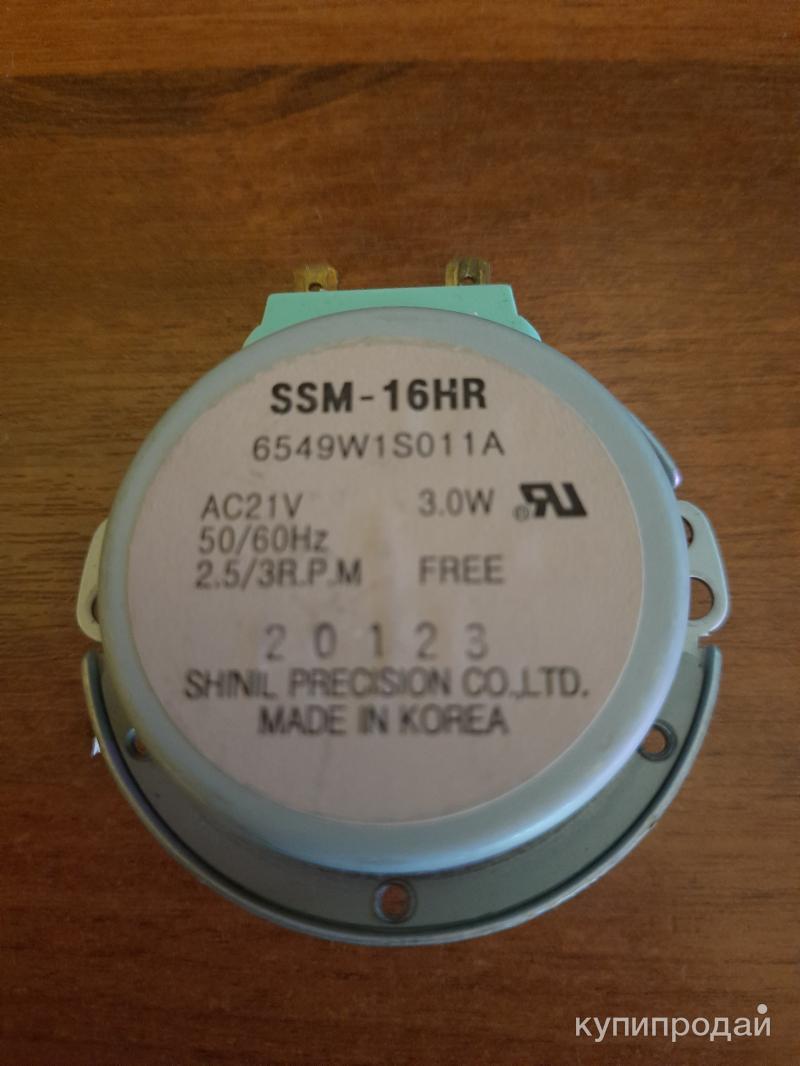 SSM-16HR
6549W1S011A
AC21V 3.0W ®RU
50/60Hz
2.5/3R.P.M FREE
20123
SHINIL PRECISION CO.,LTD.
MADE IN KOREA
купипродай